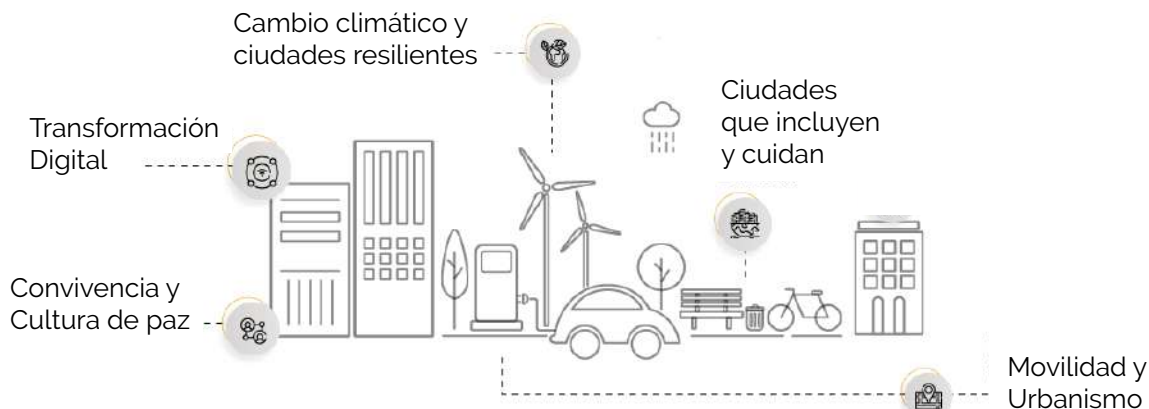 Cambio climático y
ciudades resilientes
Ciudades
que incluyen
y cuidan
Transformación
Digital
Convivencia y
Cultura de paz
Movilidad y
Urbanismo